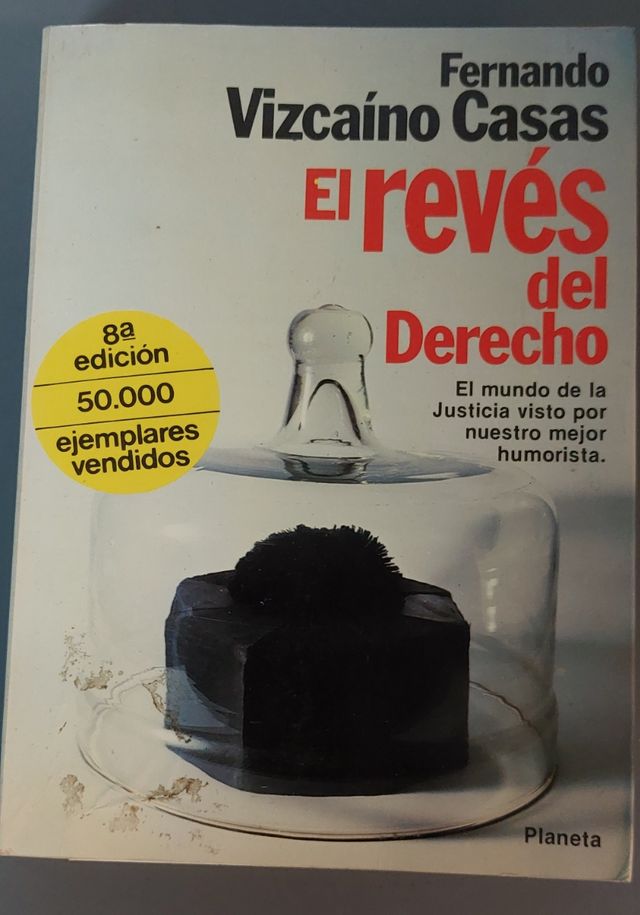 Fernando
Vizcaíno Casas
El revés
del
Derecho
El mundo de la
Justicia visto por
nuestro mejor
humorista.
8ª
edición
50.000
ejemplares
vendidos
Planeta